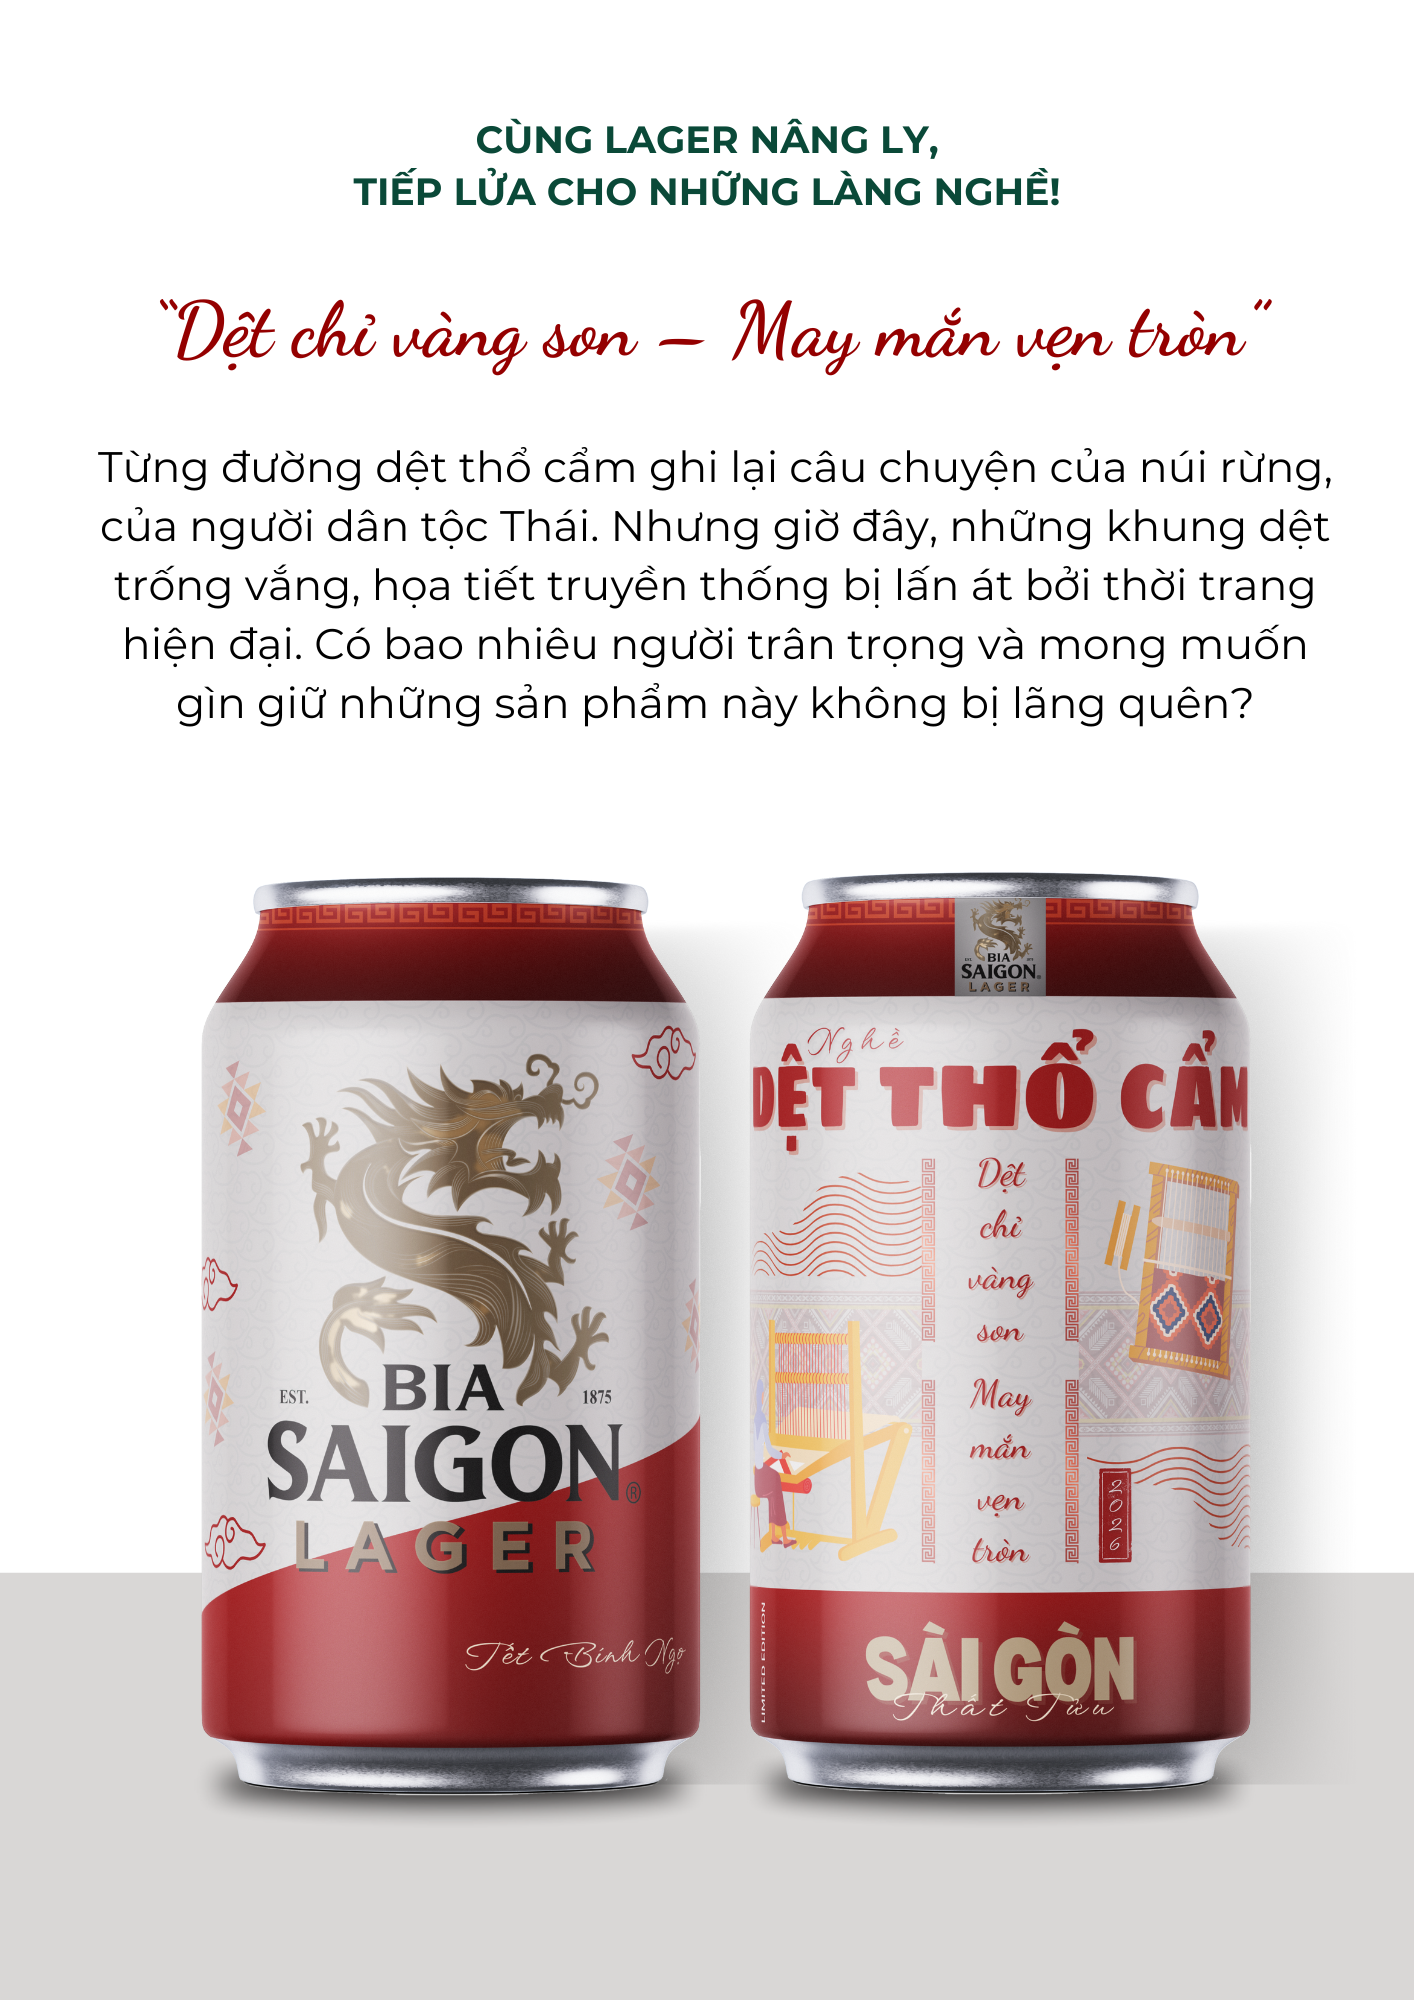 CÙNG LAGER NÂNG LY,
TIẾP LỬA CHO NHỮNG LÀNG NGHỀ!
“Dệt chỉ vàng son – May mắn vẹn tròn”
Từng đường dệt thổ cẩm ghi lại câu chuyện của núi rừng,
của người dân tộc Thái. Nhưng giờ đây, những khung dệt
trống vắng, họa tiết truyền thống bị lấn át bởi thời trang
hiện đại. Có bao nhiêu người trân trọng và mong muốn
gìn giữ những sản phẩm này không bị lãng quên?
BIA
EST. 1875
SAIGON®
LAGER
Tết Bính Ngọ
BIA
SAIGON®
LAGER
Nghề
DỆT THỔ CẨM
Dệt
chỉ
vàng
son
May
mắn
vẹn
tròn
2026
LIMITED EDITION
SÀI GÒN
Thất Tửu